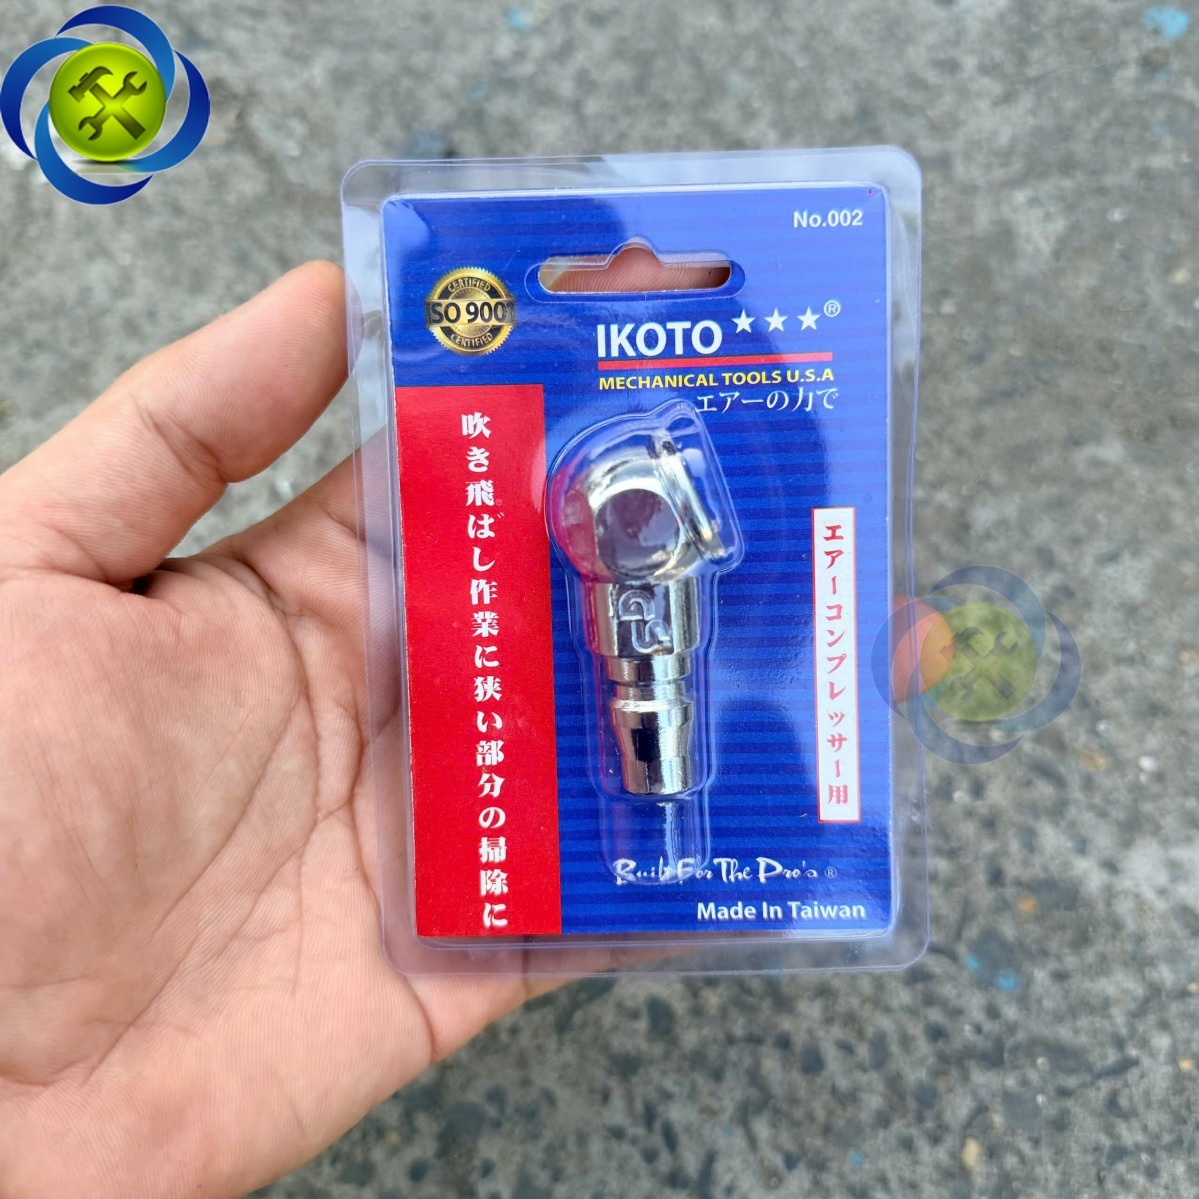 No.002
CERTIFIED
SO 900
CERTIFIED
IKOTO ★★★®
MECHANICAL TOOLS U.S.A
エアーの力で
吹き飛ばし作業に狭い部分の掃除に
エアーコンプレッサー用
Built For The Pro's ®
Made In Taiwan